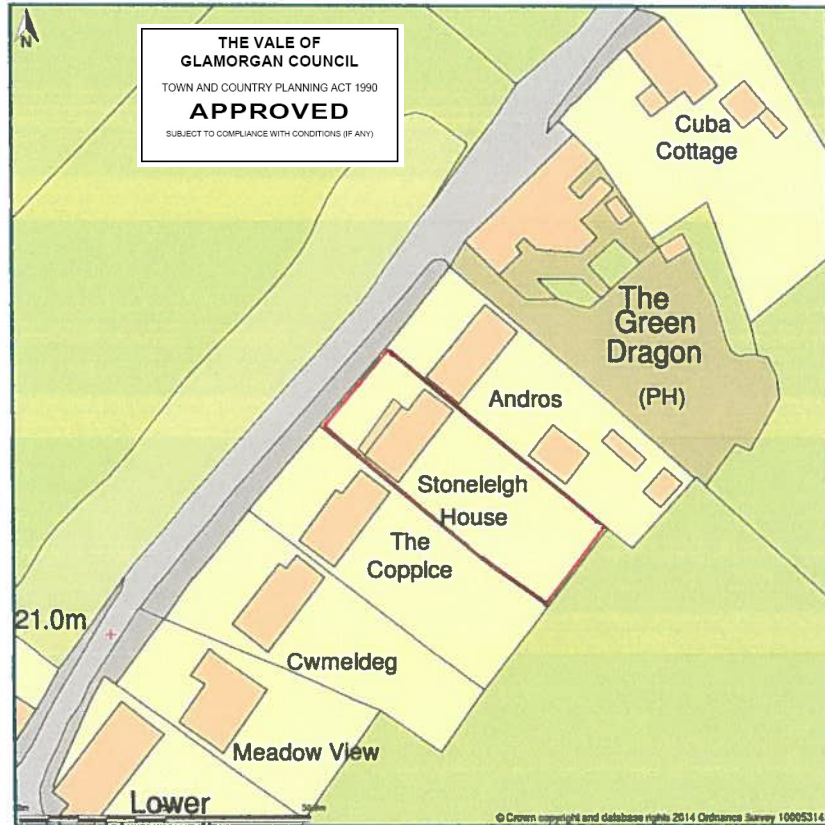 N
THE VALE OF
GLAMORGAN COUNCIL
TOWN AND COUNTRY PLANNING ACT 1990
APPROVED
SUBJECT TO COMPLIANCE WITH CONDITIONS (IF ANY)
Cuba
Cottage
The
Green
Dragon
(PH)
Andros
Stoneleigh
House
The
Coppice
21.0m
Cwmeldeg
Meadow View
Lower
© Crown copyright and database rights 2014 Ordnance Survey 10005314